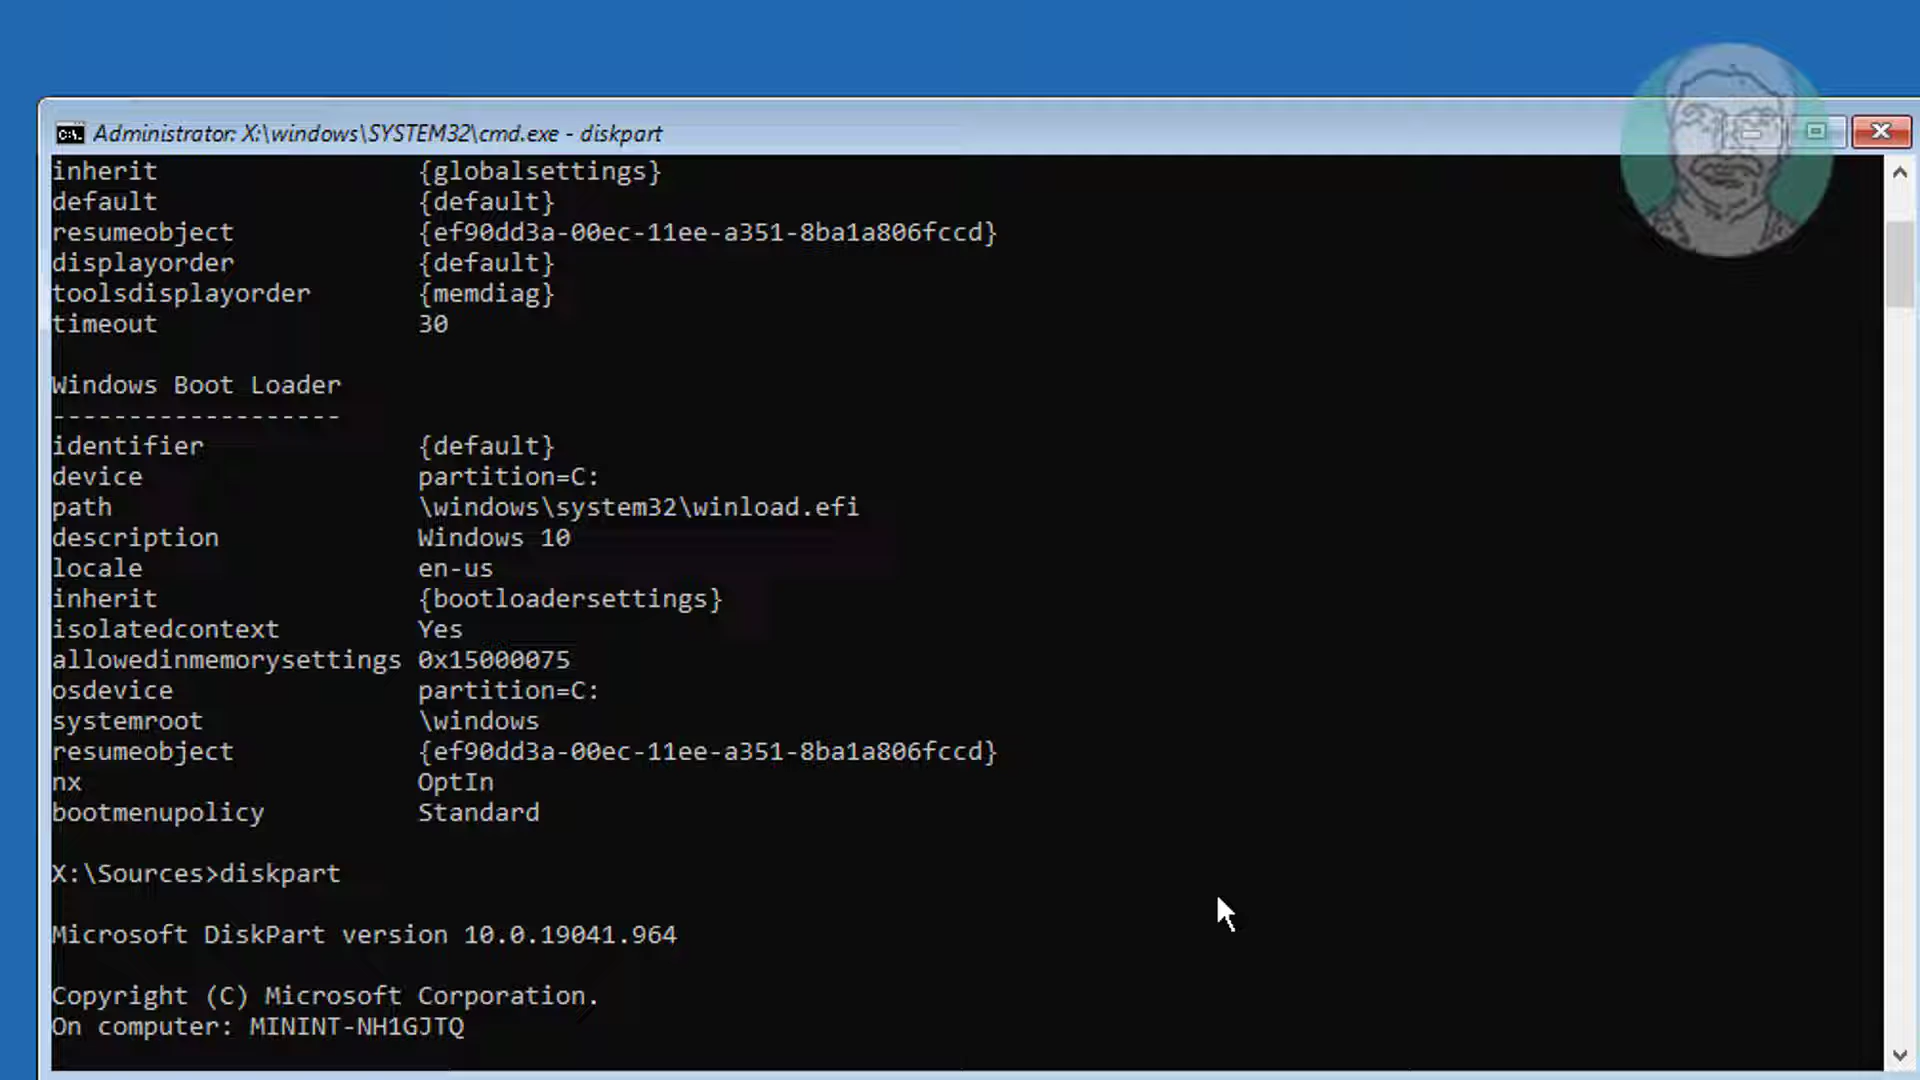 Administrator: X:\windows\SYSTEM32\cmd.exe - diskpart
inherit {globalsettings}
default {default}
resumeobject {ef90dd3a-00ec-11ee-a351-8ba1a806fccd}
displayorder {default}
toolsdisplayorder {memdiag}
timeout 30
Windows Boot Loader
-------------------
identifier {default}
device partition=C:
path \windows\system32\winload.efi
description Windows 10
locale en-us
inherit {bootloadersettings}
isolatedcontext Yes
allowedinmemorysettings 0x15000075
osdevice partition=C:
systemroot \windows
resumeobject {ef90dd3a-00ec-11ee-a351-8ba1a806fccd}
nx OptIn
bootmenupolicy Standard
X:\Sources>diskpart
Microsoft DiskPart version 10.0.19041.964
Copyright (C) Microsoft Corporation.
On computer: MININT-NH1GJTQ